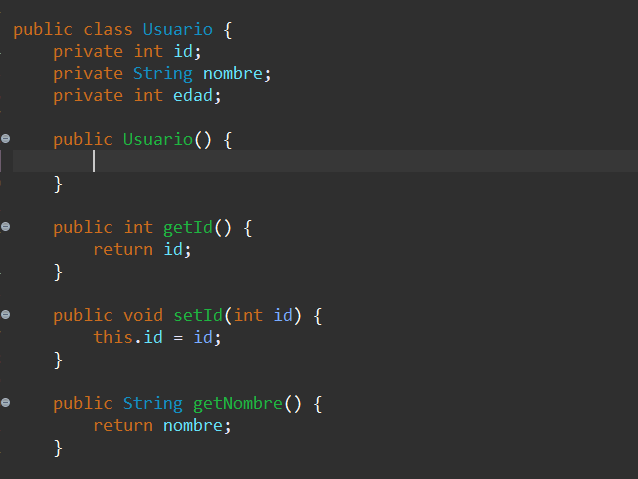 public class Usuario {
private int id;
private String nombre;
private int edad;
public Usuario() {
}
public int getId() {
return id;
}
public void setId(int id) {
this.id = id;
}
public String getNombre() {
return nombre;
}